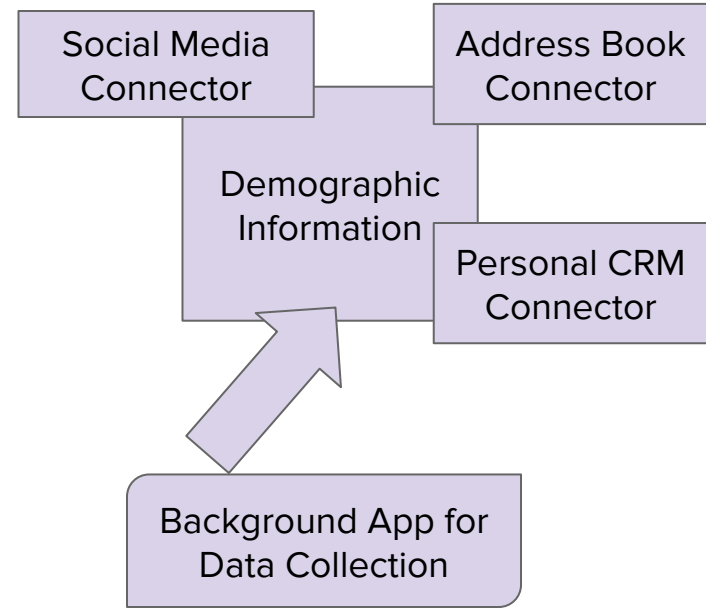 Social Media
Connector
Address Book
Connector
Demographic
Information
Personal CRM
Connector
Background App for
Data Collection